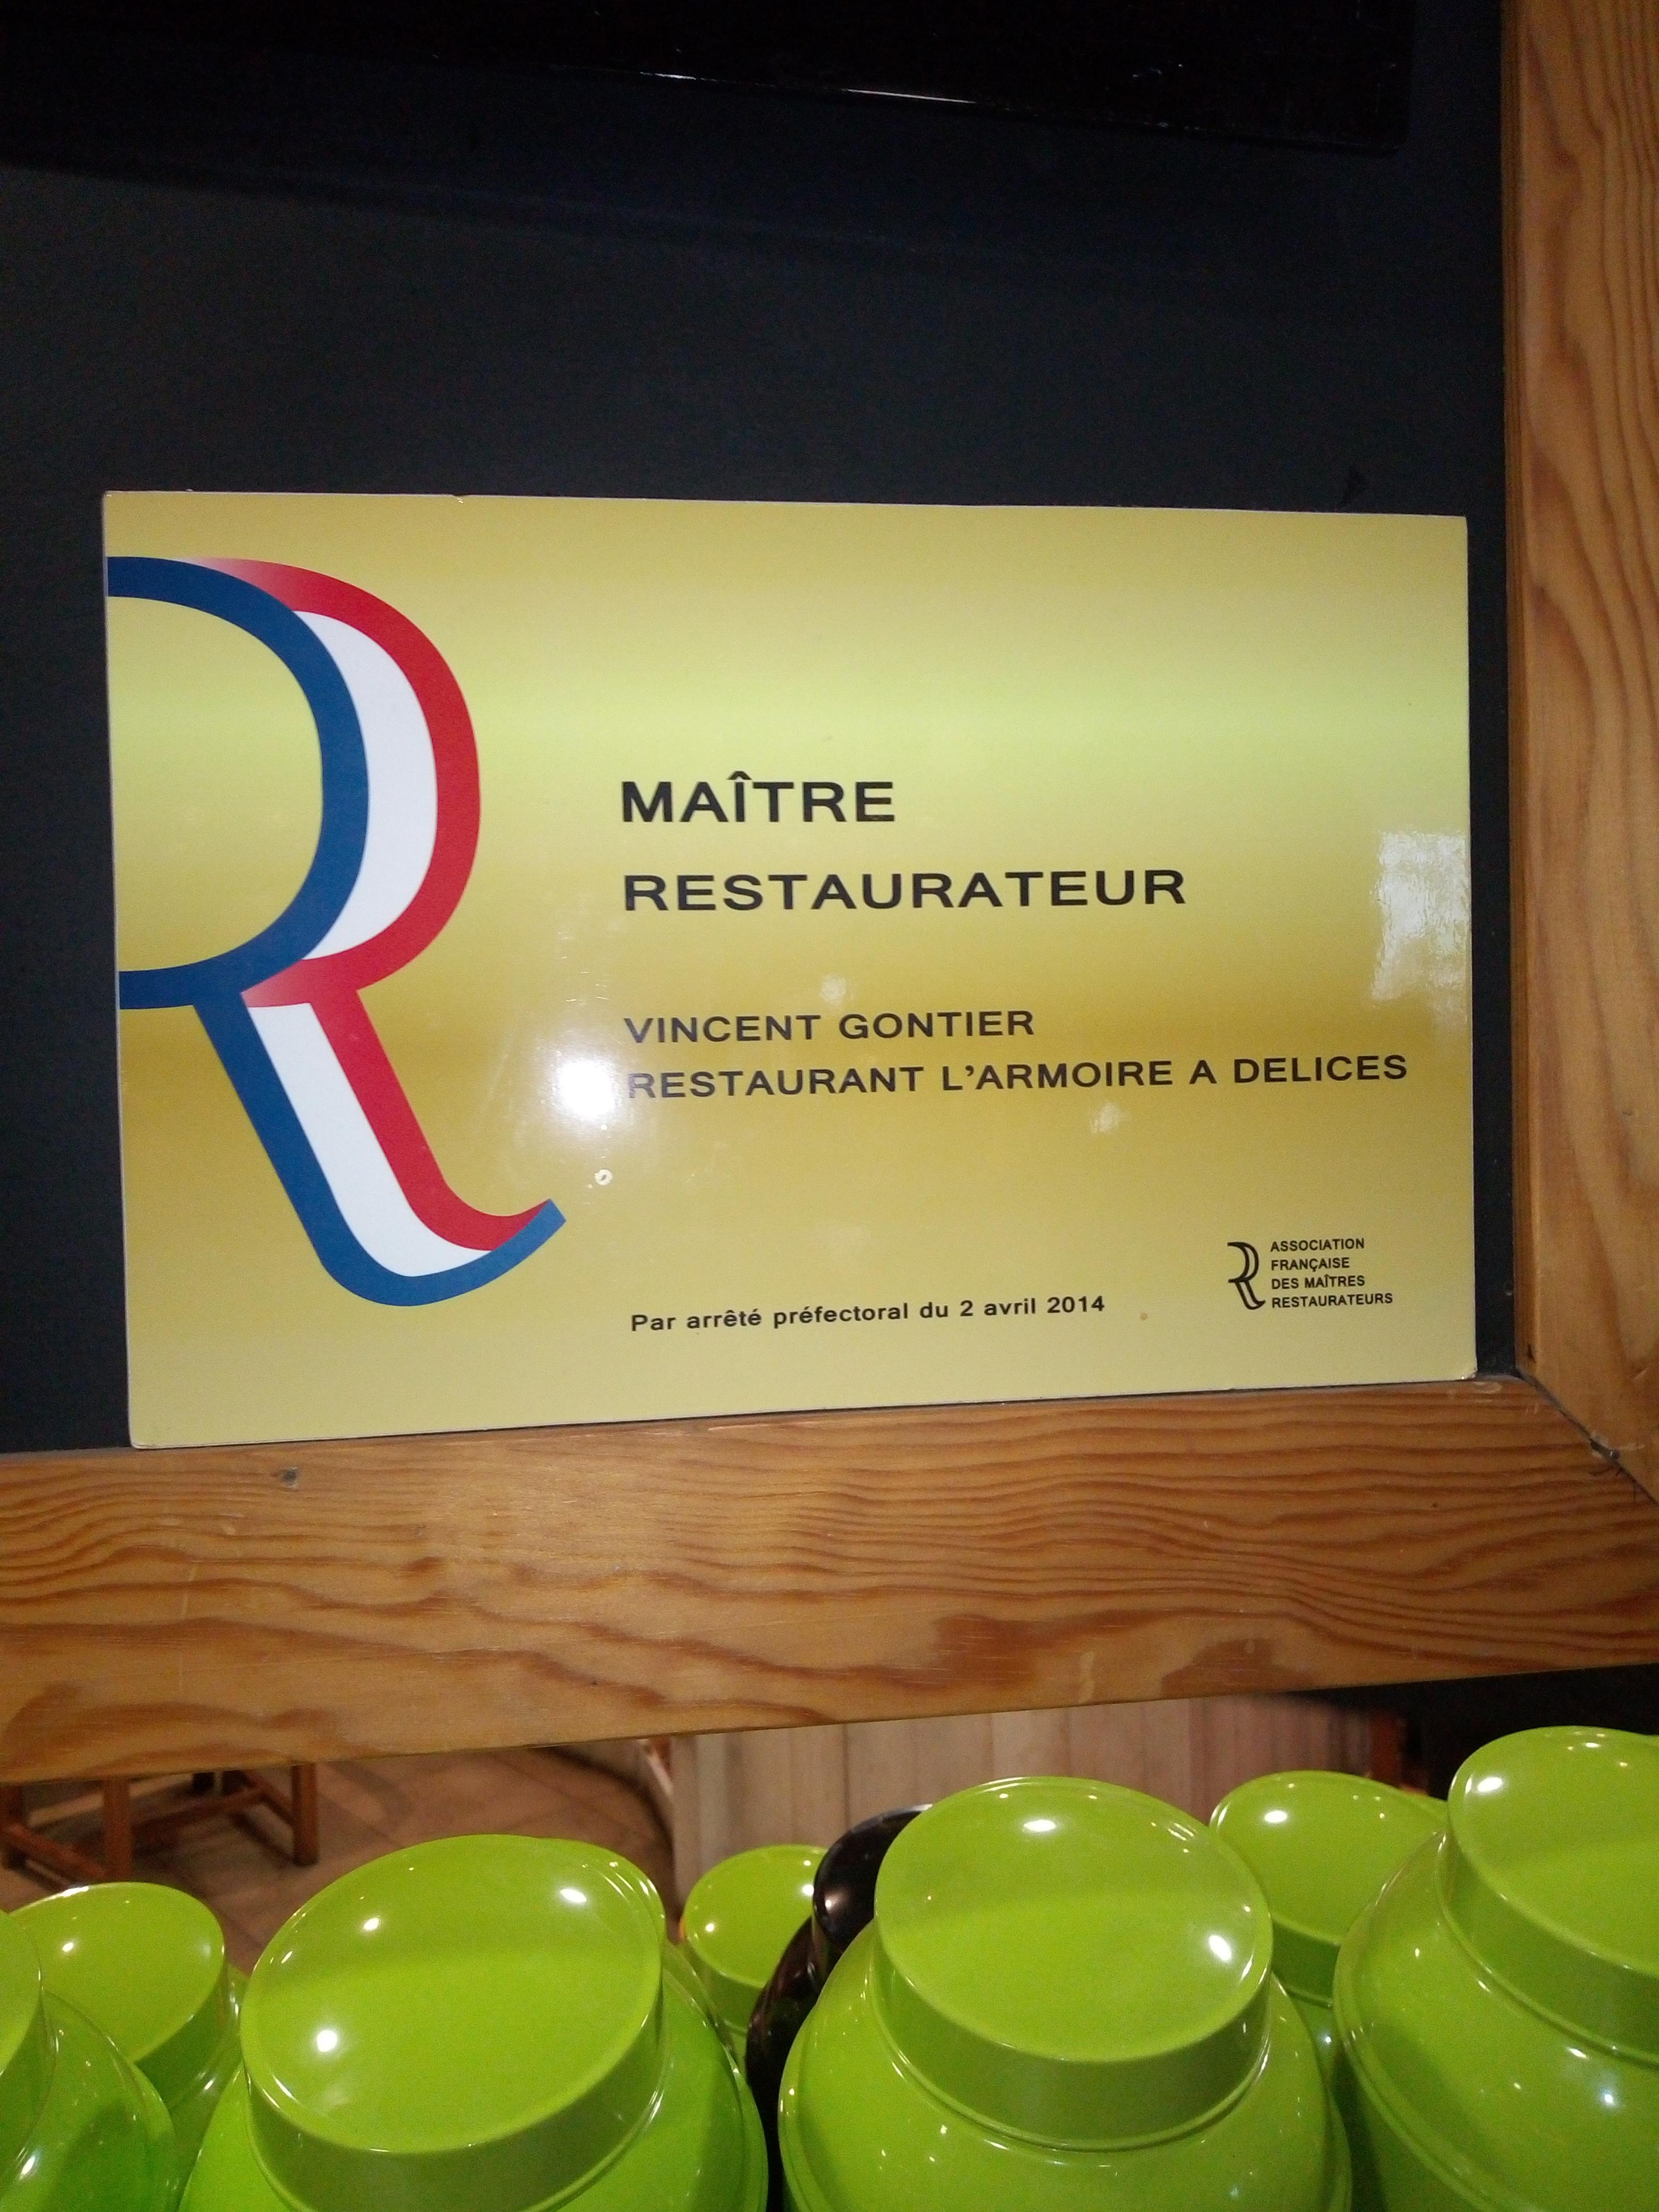 MAÎTRE
RESTAURATEUR
VINCENT GONTIER
RESTAURANT L'ARMOIRE A DELICES
Par arrêté préfectoral du 2 avril 2014
ASSOCIATION
FRANÇAISE
DES MAÎTRES
RESTAURATEURS